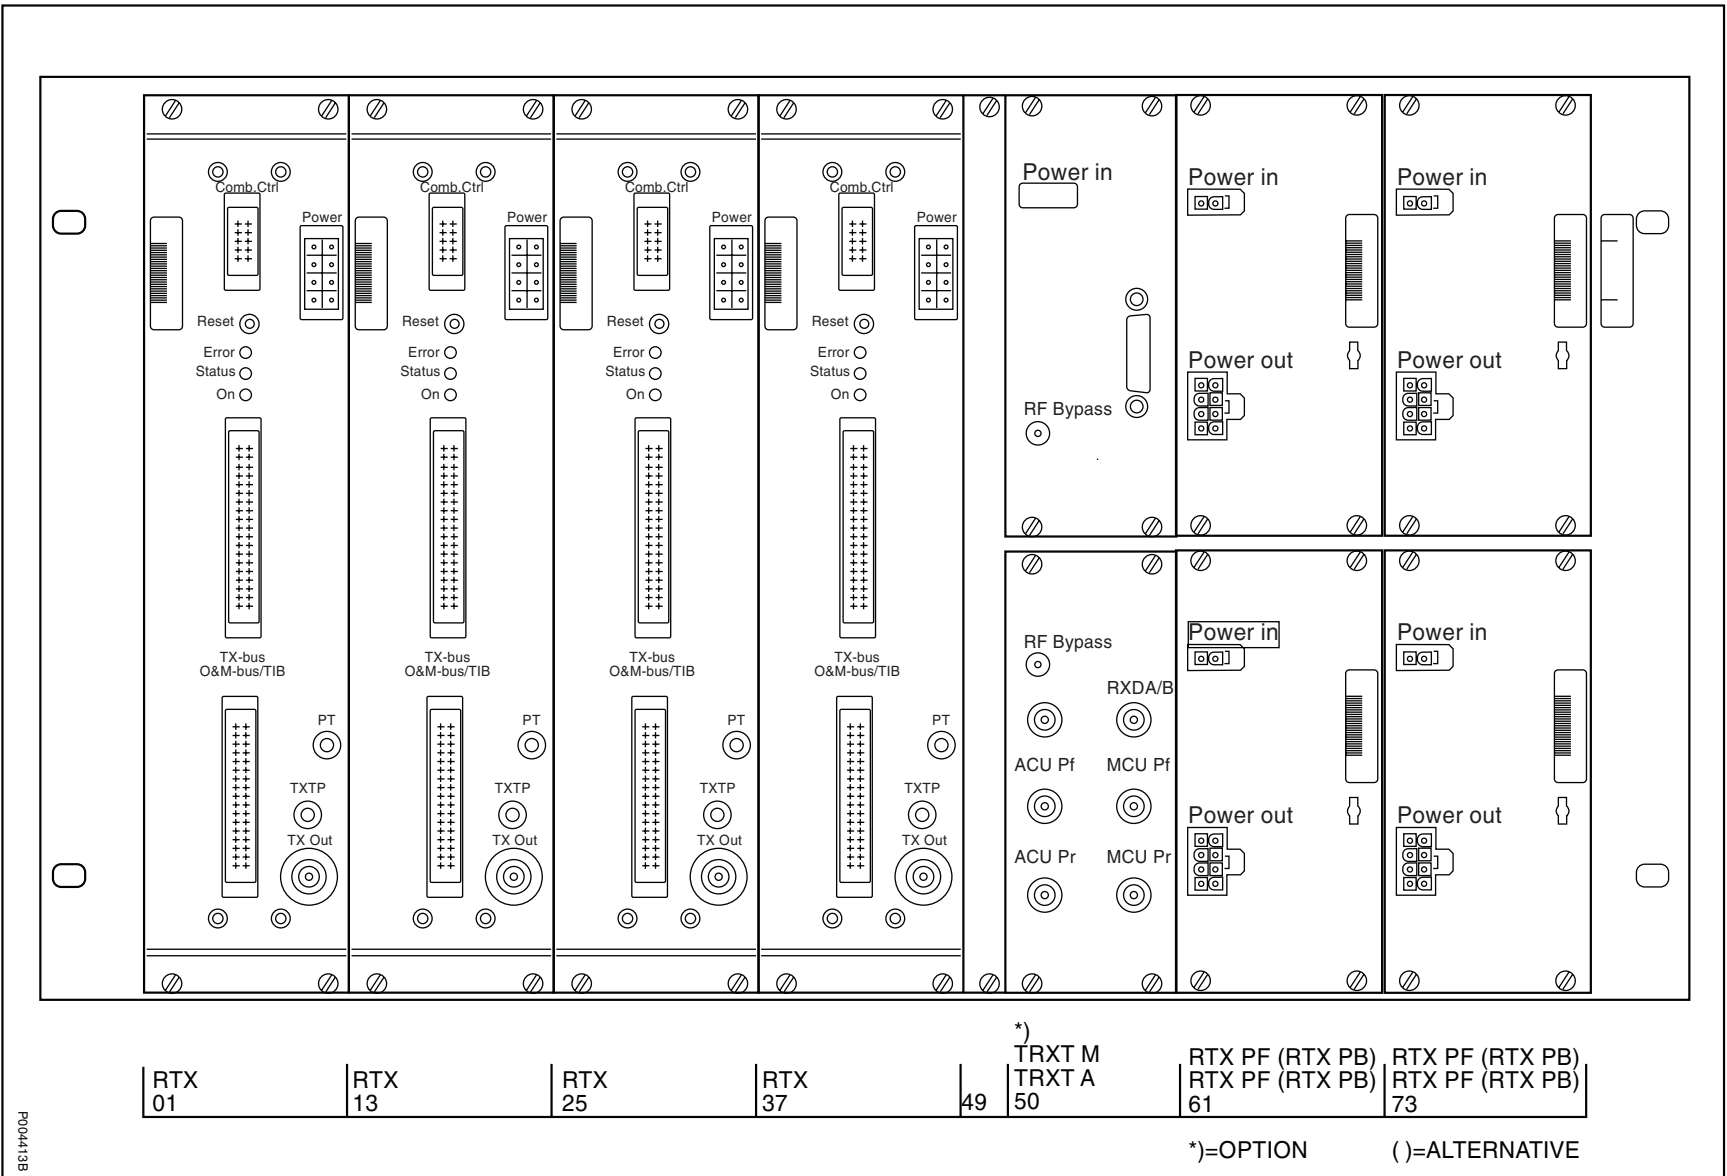 Comb.Ctrl
Power
Reset
Error
Status
On
TX-bus
O&M-bus/TIB
PT
TXTP
TX Out
Comb.Ctrl
Power
Reset
Error
Status
On
TX-bus
O&M-bus/TIB
PT
TXTP
TX Out
Comb.Ctrl
Power
Reset
Error
Status
On
TX-bus
O&M-bus/TIB
PT
TXTP
TX Out
Comb.Ctrl
Power
Reset
Error
Status
On
TX-bus
O&M-bus/TIB
PT
TXTP
TX Out
Power in
RF Bypass
Power in
Power out
Power in
Power out
RF Bypass
RXDA/B
ACU Pf MCU Pf
ACU Pr MCU Pr
Power in
Power out
Power in
Power out
RTX
01
RTX
13
RTX
25
RTX
37
49
*)
TRXT M
TRXT A
50
RTX PF (RTX PB)
RTX PF (RTX PB)
61
RTX PF (RTX PB)
RTX PF (RTX PB)
73
*)=OPTION ( )=ALTERNATIVE
P004413B